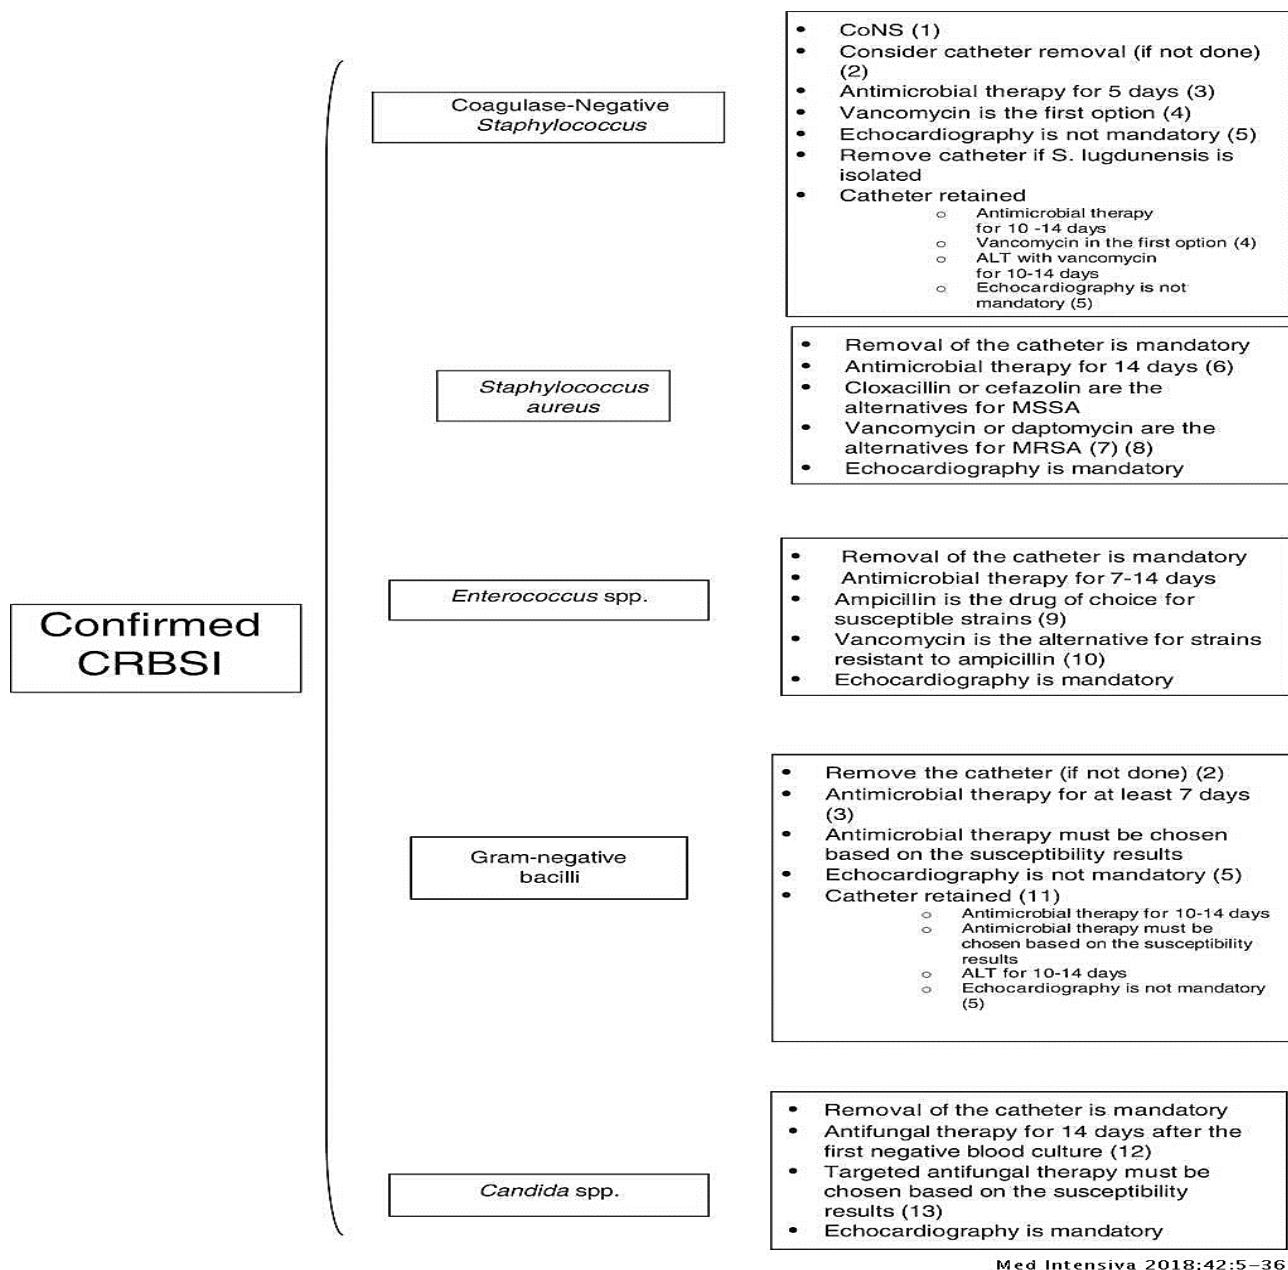 Confirmed
CRBSI
Coagulase-Negative
Staphylococcus
• CoNS (1)
• Consider catheter removal (if not done)
(2)
• Antimicrobial therapy for 5 days (3)
• Vancomycin is the first option (4)
• Echocardiography is not mandatory (5)
• Remove catheter if S. lugdunensis is
isolated
• Catheter retained
o Antimicrobial therapy
for 10 -14 days
o Vancomycin in the first option (4)
o ALT with vancomycin
for 10-14 days
o Echocardiography is not
mandatory (5)
Staphylococcus
aureus
• Removal of the catheter is mandatory
• Antimicrobial therapy for 14 days (6)
• Cloxacillin or cefazolin are the
alternatives for MSSA
• Vancomycin or daptomycin are the
alternatives for MRSA (7) (8)
• Echocardiography is mandatory
Enterococcus spp.
• Removal of the catheter is mandatory
• Antimicrobial therapy for 7-14 days
• Ampicillin is the drug of choice for
susceptible strains (9)
• Vancomycin is the alternative for strains
resistant to ampicillin (10)
• Echocardiography is mandatory
Gram-negative
bacilli
• Remove the catheter (if not done) (2)
• Antimicrobial therapy for at least 7 days
(3)
• Antimicrobial therapy must be chosen
based on the susceptibility results
• Echocardiography is not mandatory (5)
• Catheter retained (11)
o Antimicrobial therapy for 10-14 days
o Antimicrobial therapy must be
chosen based on the susceptibility
results
o ALT for 10-14 days
o Echocardiography is not mandatory
(5)
Candida spp.
• Removal of the catheter is mandatory
• Antifungal therapy for 14 days after the
first negative blood culture (12)
• Targeted antifungal therapy must be
chosen based on the susceptibility
results (13)
• Echocardiography is mandatory
Med Intensiva 2018;42:5–36